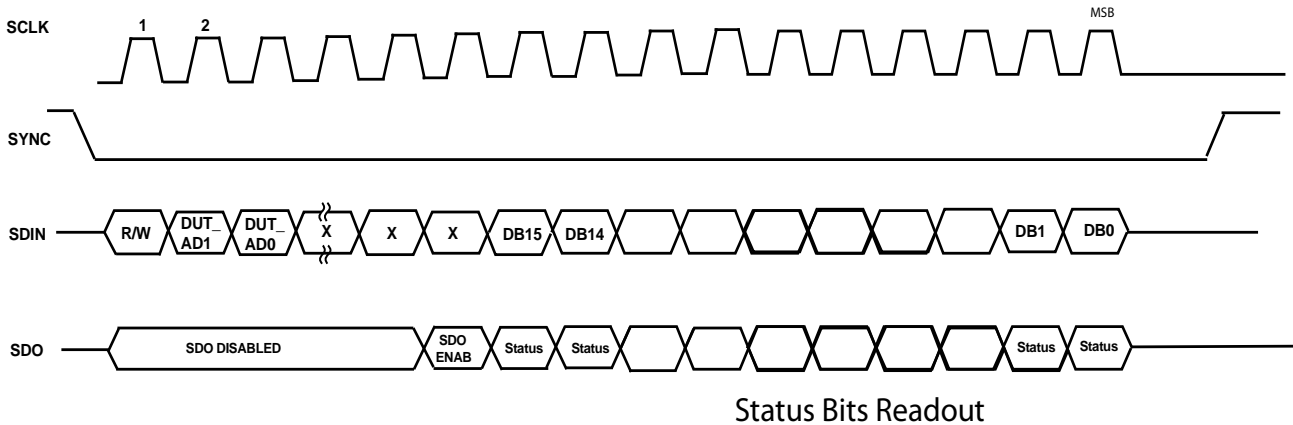 MSB
SCLK 1 2
SYNC
SDIN R/W DUT_ AD1 DUT_ AD0 X X X DB15 DB14 DB1 DB0
SDO SDO DISABLED SDO ENAB Status Status Status Status
Status Bits Readout